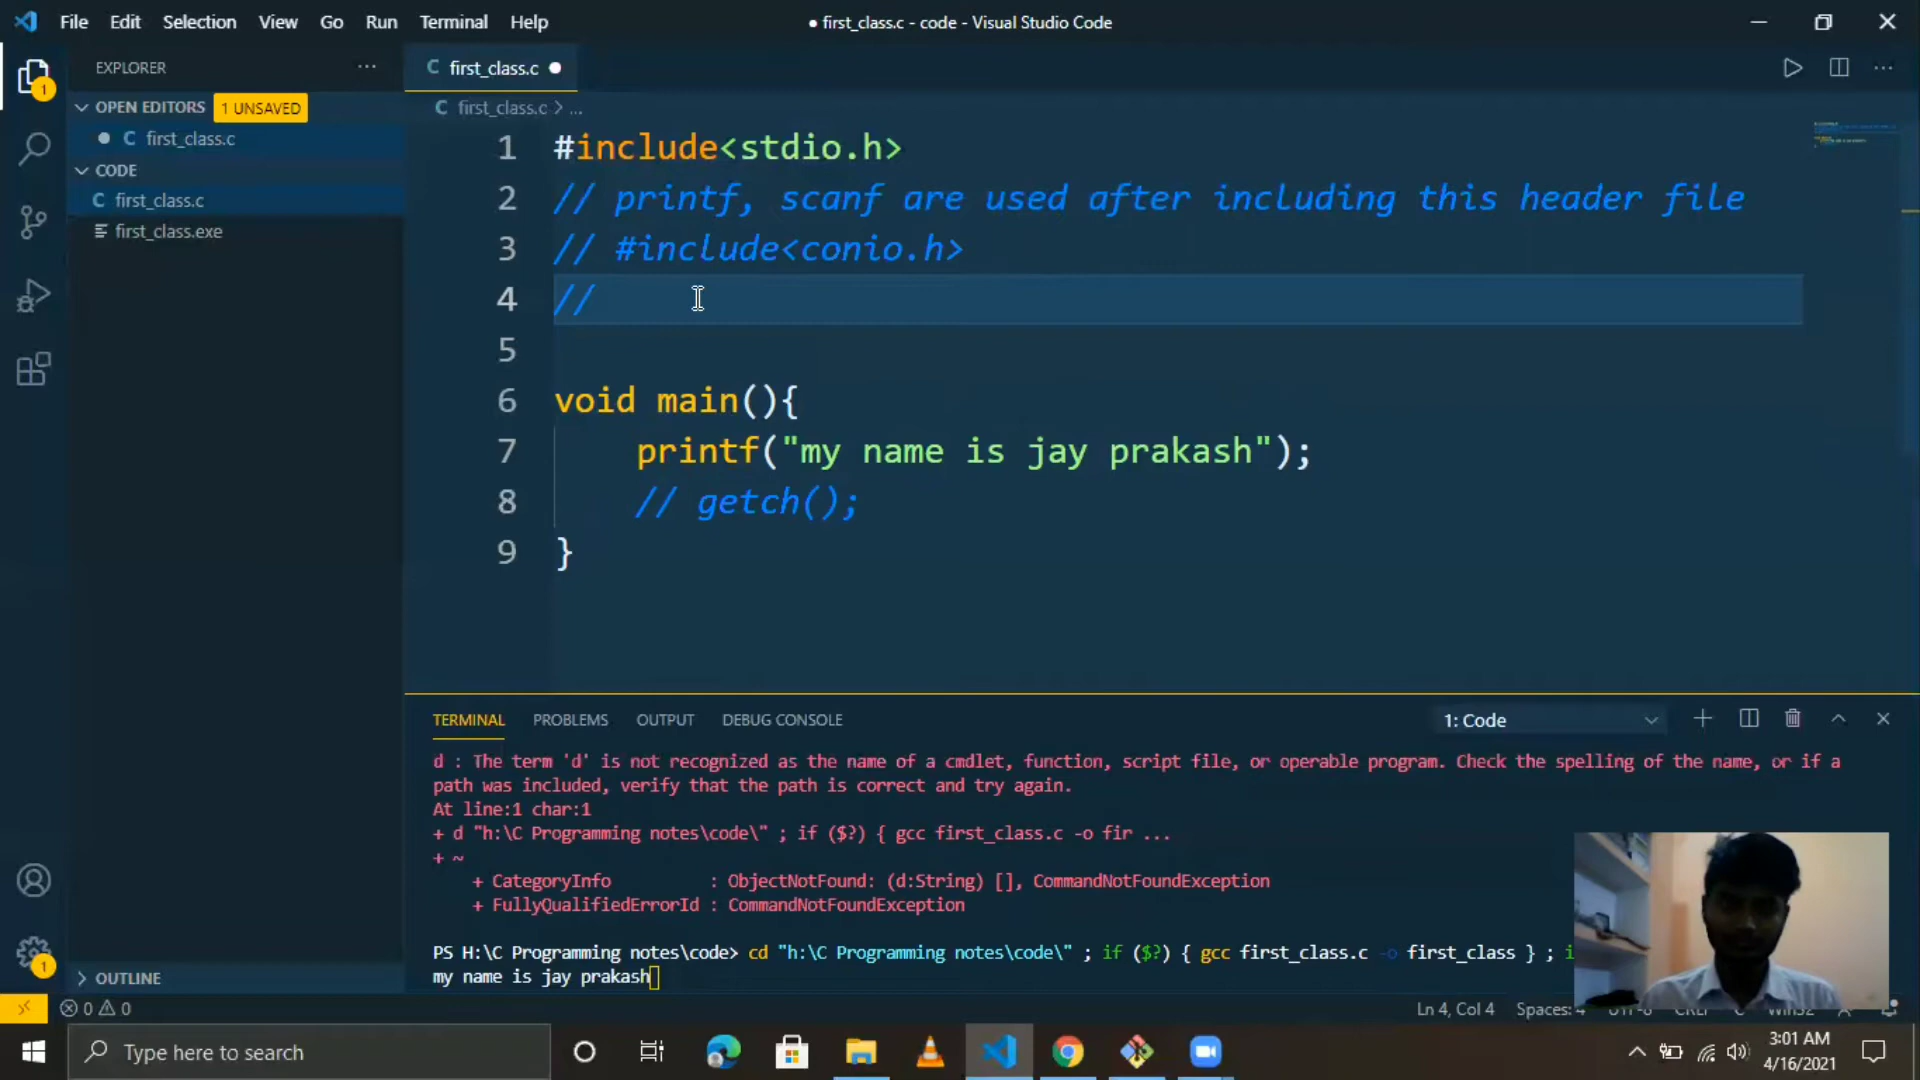 File Edit Selection View Go Run Terminal Help
● first_class.c - code - Visual Studio Code
EXPLORER ···
OPEN EDITORS 1 UNSAVED
● C first_class.c
CODE
C first_class.c
first_class.exe
OUTLINE
C first_class.c ●
C first_class.c > ...
1 #include<stdio.h>
2 // printf, scanf are used after including this header file
3 // #include<conio.h>
4 //
5
6 void main(){
7 printf("my name is jay prakash");
8 // getch();
9 }
TERMINAL PROBLEMS OUTPUT DEBUG CONSOLE 1: Code
d : The term 'd' is not recognized as the name of a cmdlet, function, script file, or operable program. Check the spelling of the name, or if a
path was included, verify that the path is correct and try again.
At line:1 char:1
+ d "h:\C Programming notes\code\" ; if ($?) { gcc first_class.c -o fir ...
+ ~
+ CategoryInfo : ObjectNotFound: (d:String) [], CommandNotFoundException
+ FullyQualifiedErrorId : CommandNotFoundException
PS H:\C Programming notes\code> cd "h:\C Programming notes\code\" ; if ($?) { gcc first_class.c -o first_class } ; i
my name is jay prakash
1
1
0 0 Ln 4, Col 4 Spaces: 4
Type here to search
3:01 AM
4/16/2021